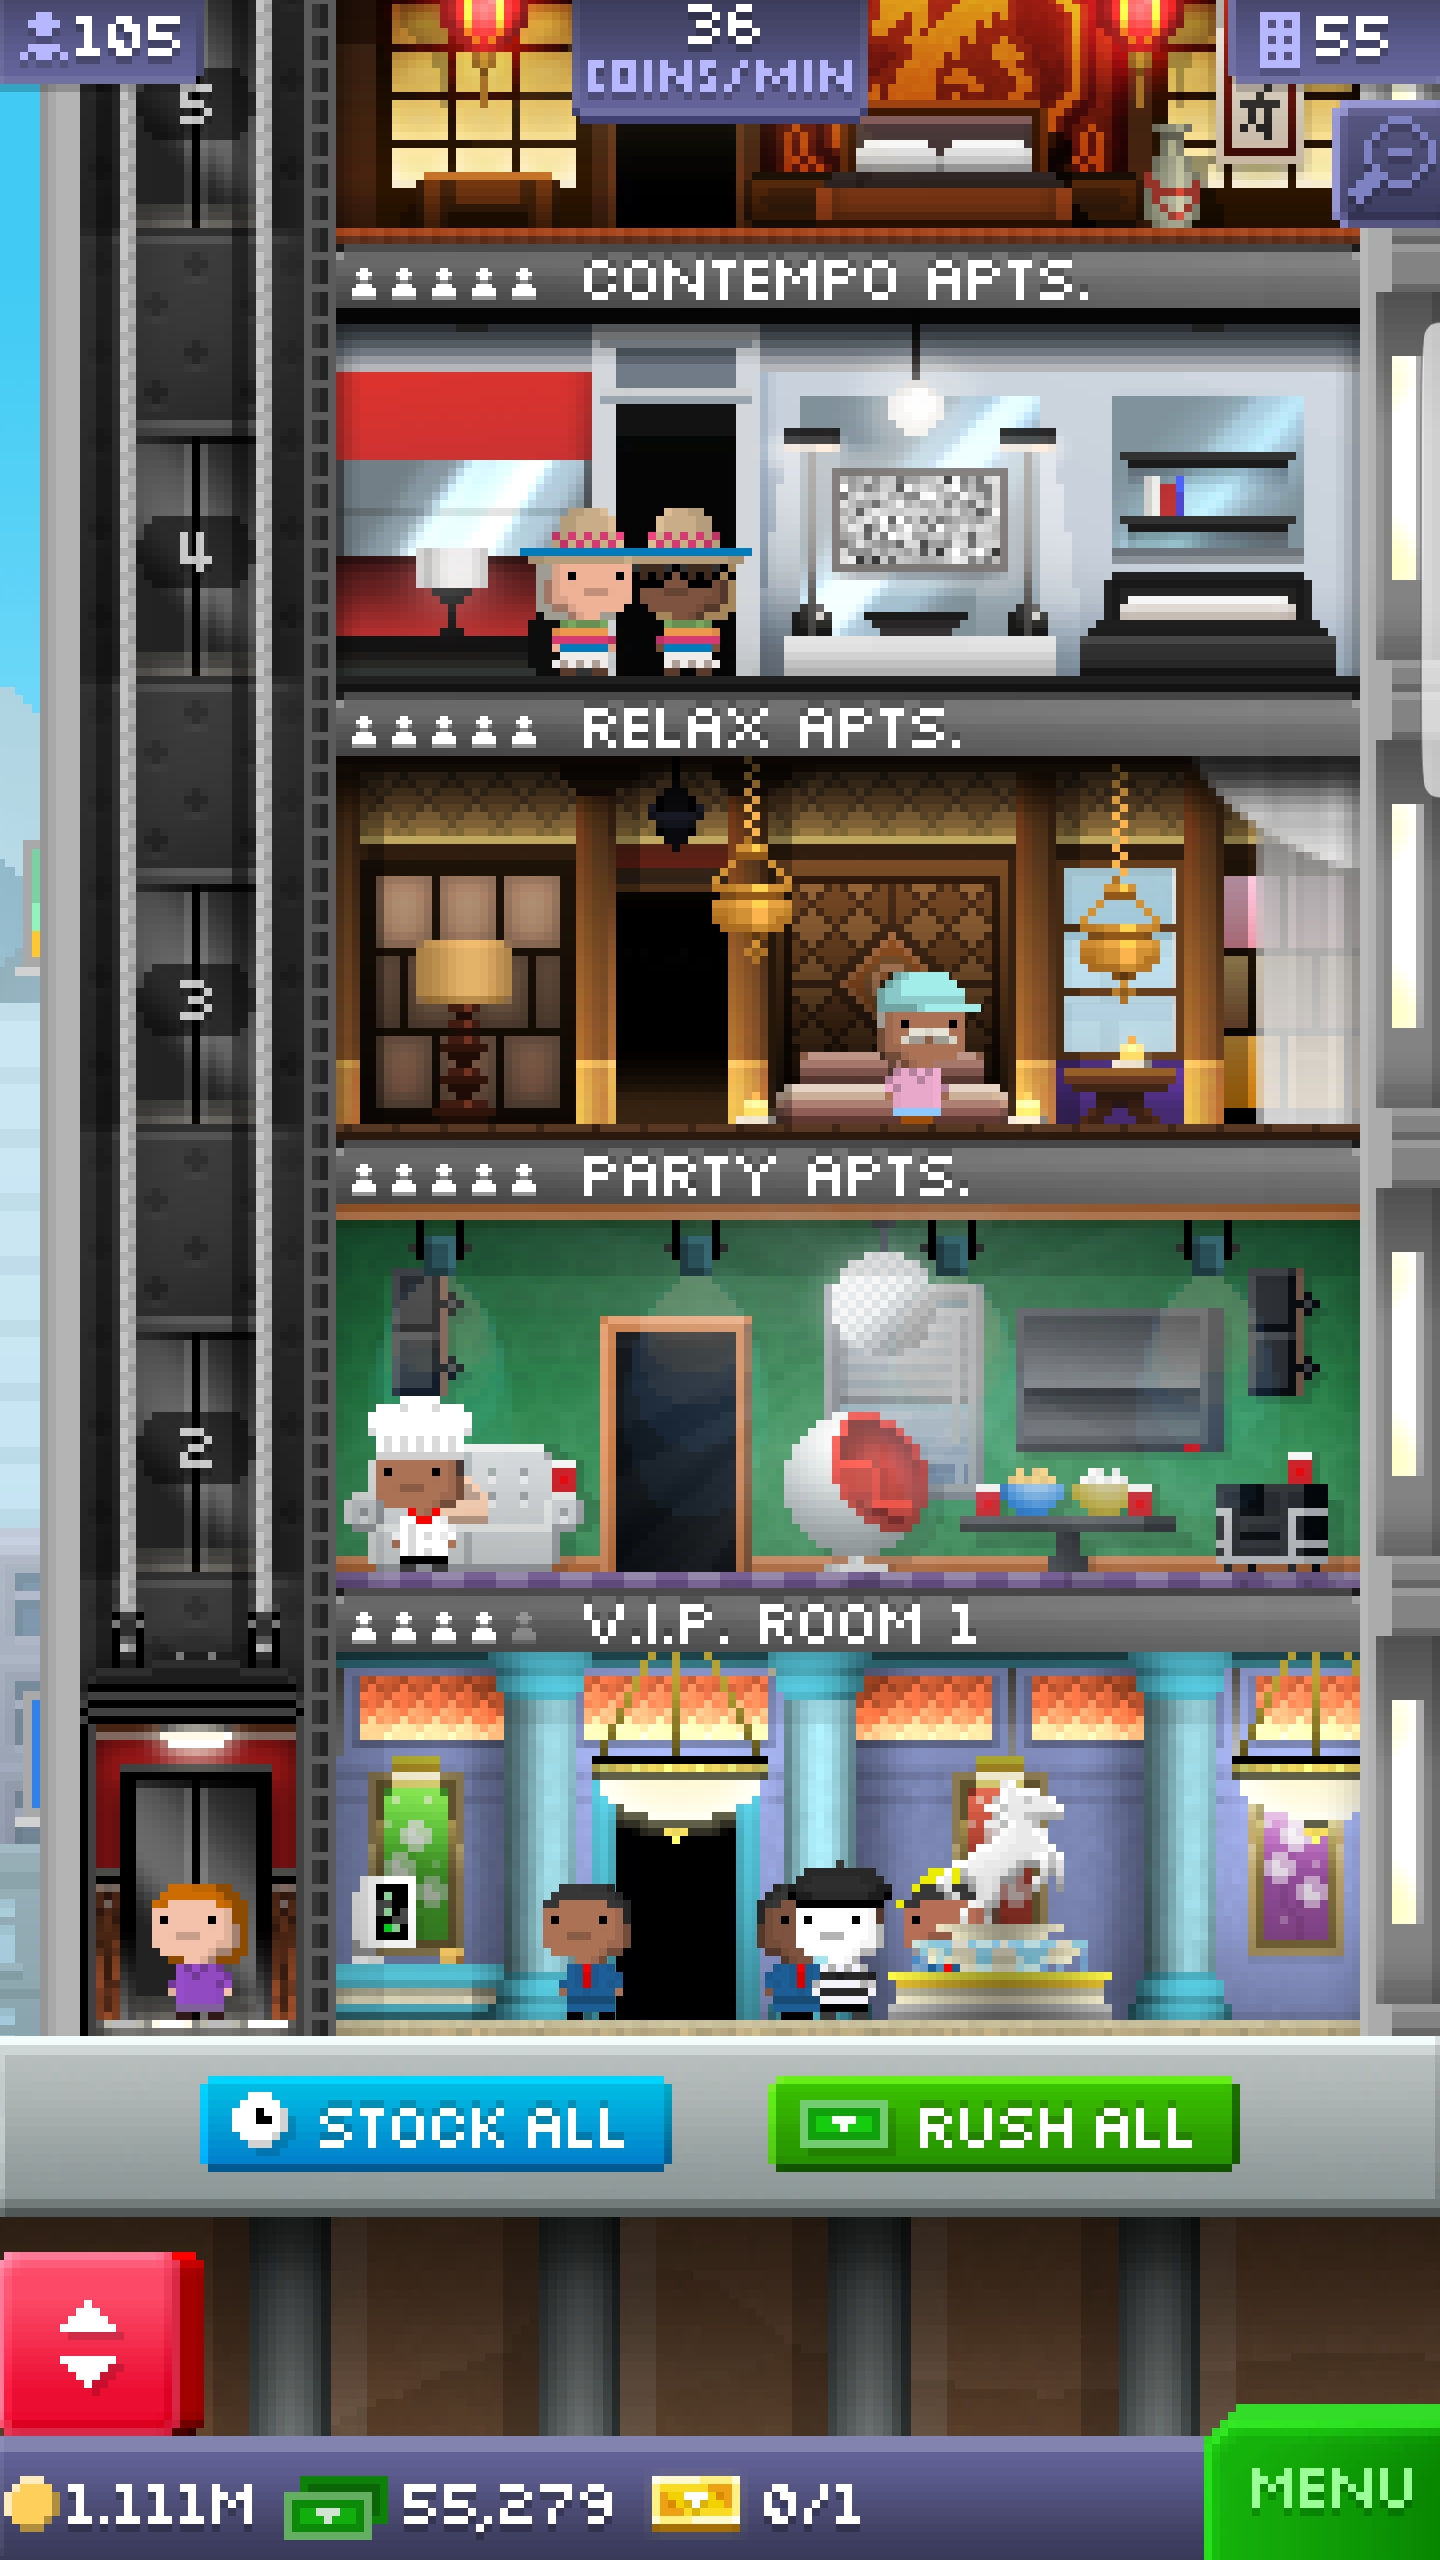 105
36
COINS/MIN
55
5
CONTEMPO APTS.
4
RELAX APTS.
3
PARTY APTS.
2
V.I.P. ROOM 1
STOCK ALL
RUSH ALL
1.111M
55,279
0/1
MENU